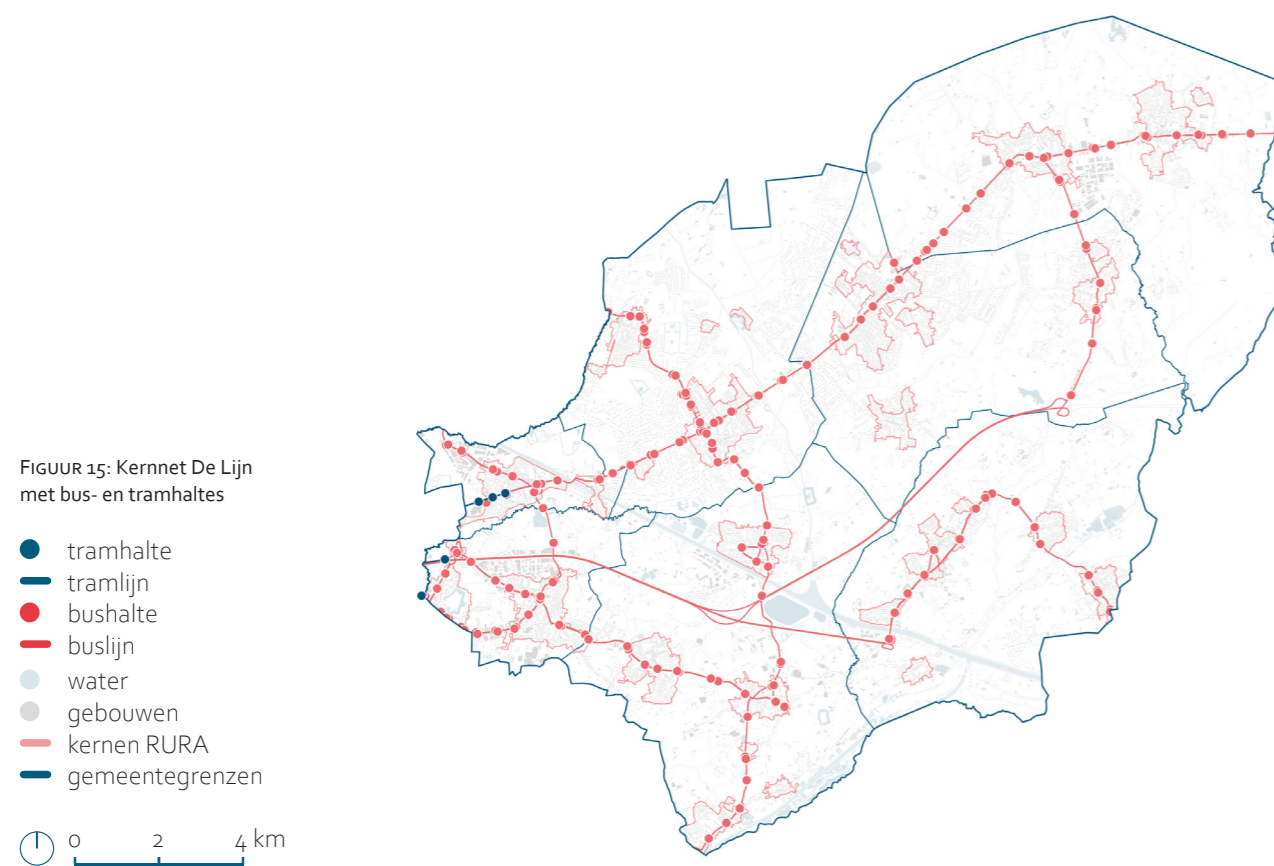 FIGUUR 15: Kernnet De Lijn
met bus- en tramhaltes
tramhalte
tramlijn
bushalte
buslijn
water
gebouwen
kernen RURA
gemeentegrenzen
0 2 4 km